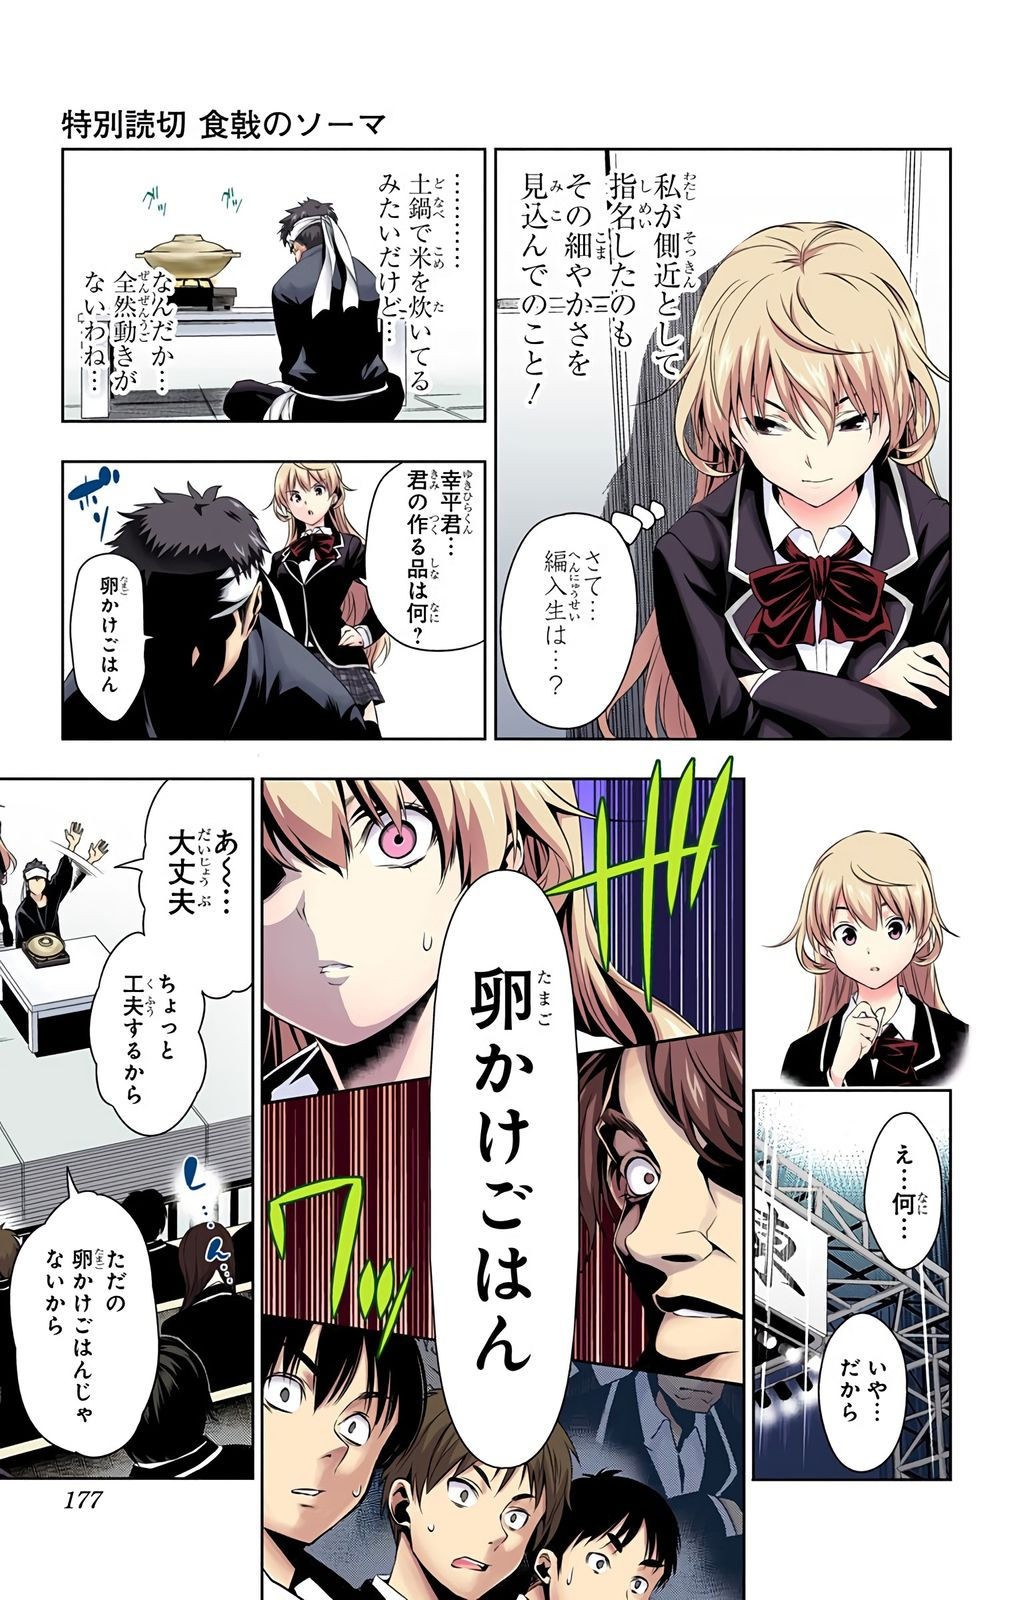 特別読切 食戟のソーマ
私が側近として
指名したのも
その細やかさを
見込んでのこと!
さて…
編入生は…?
………
土鍋で米を炊いてる
みたいだけど…
なんだか…
全然動きが
ないわね…
グッ
グッ
幸平君…
君の作る品は何?
卵かけごはん
え…何…
いや…
だから
卵かけごはん
あ〜…
大丈夫
ちょっと
工夫するから
し…ん…
ただの
卵かけごはんじゃ
ないから
177